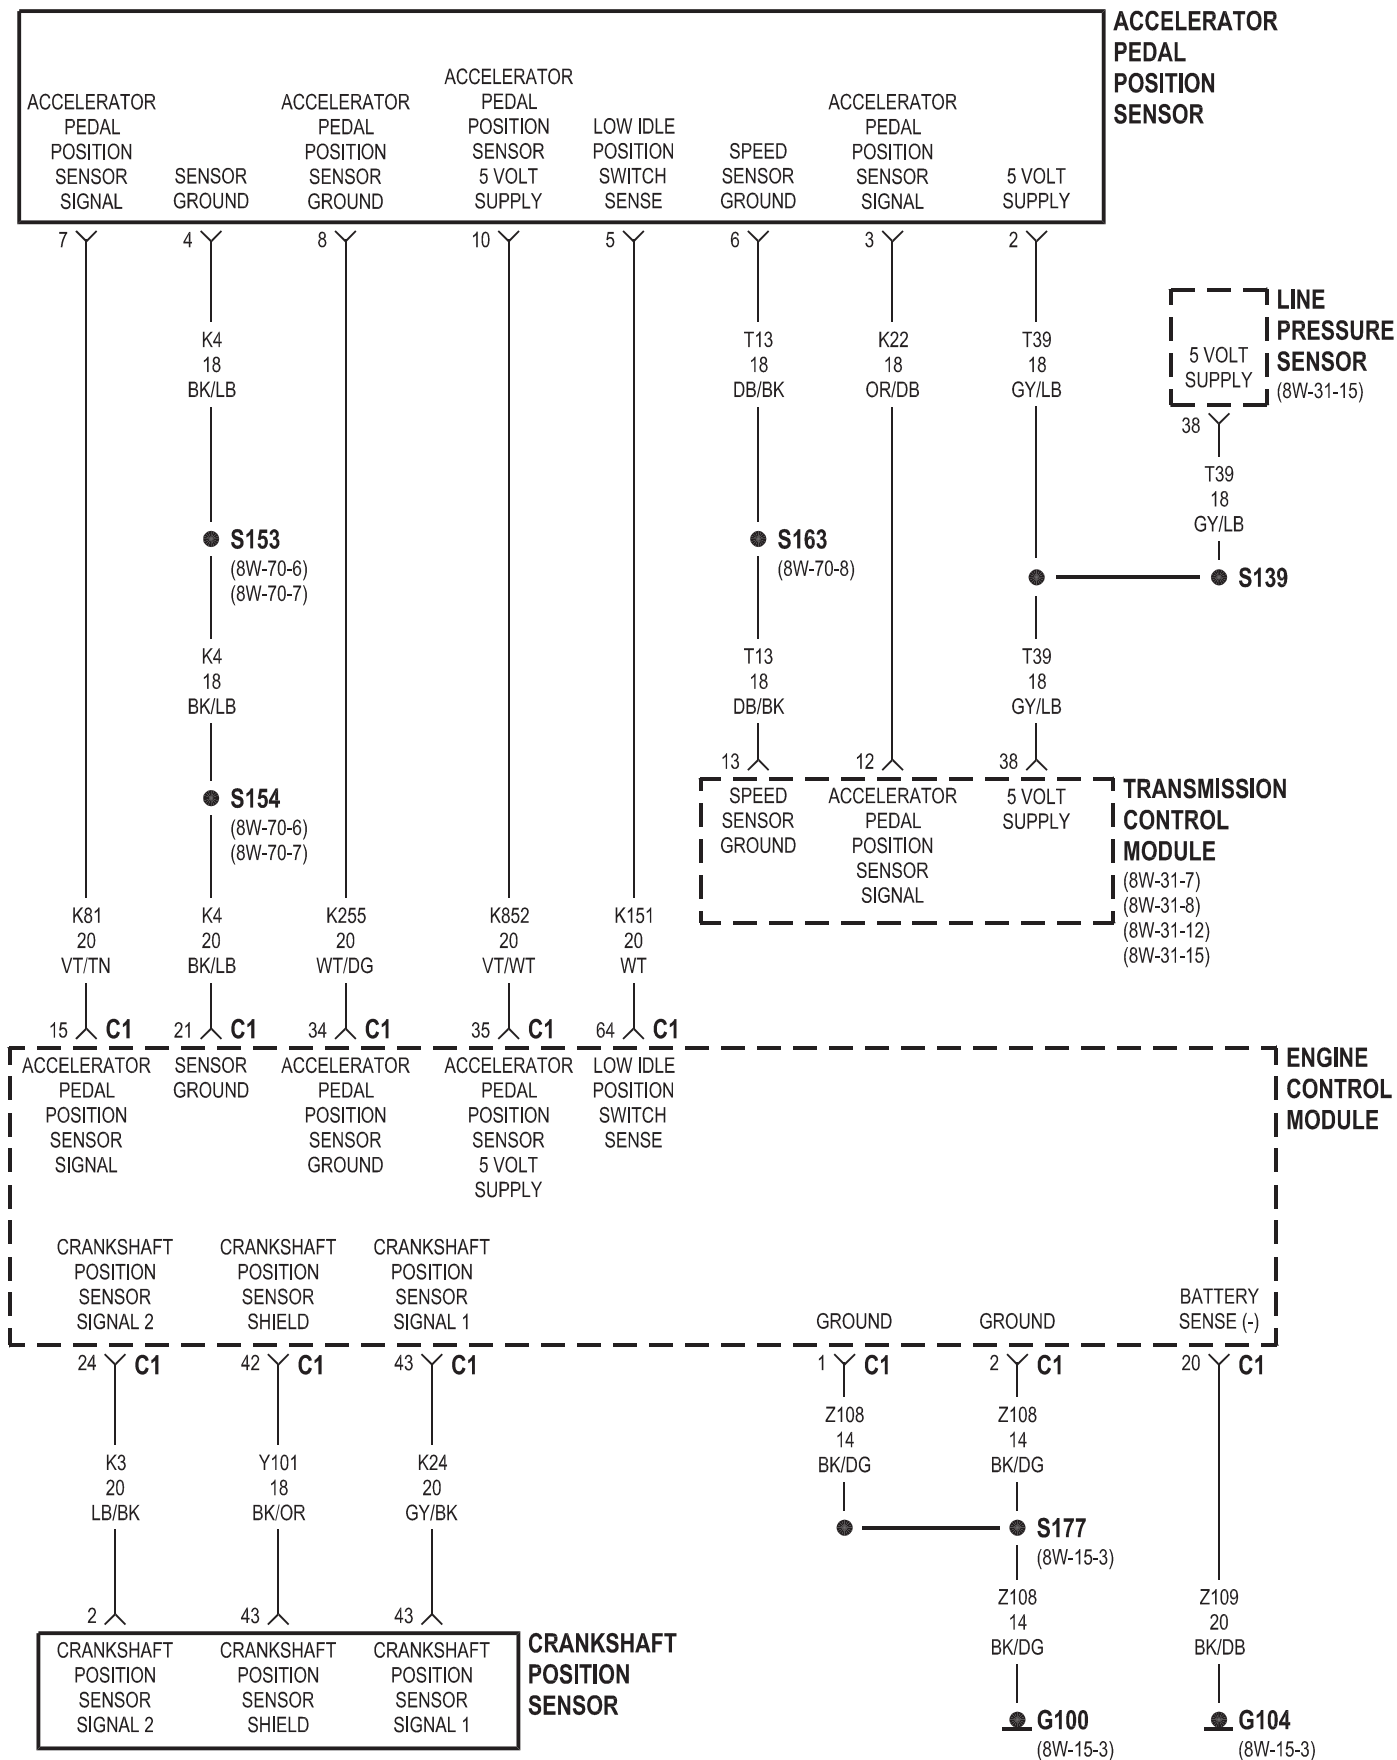 ACCELERATOR
PEDAL
POSITION
SENSOR
ACCELERATOR
PEDAL
POSITION
SENSOR
SIGNAL
SENSOR
GROUND
ACCELERATOR
PEDAL
POSITION
SENSOR
GROUND
ACCELERATOR
PEDAL
POSITION
SENSOR
5 VOLT
SUPPLY
LOW IDLE
POSITION
SWITCH
SENSE
SPEED
SENSOR
GROUND
ACCELERATOR
PEDAL
POSITION
SENSOR
SIGNAL
5 VOLT
SUPPLY
7 4 8 10 5 6 3 2
K4
18
BK/LB
T13
18
DB/BK
K22
18
OR/DB
T39
18
GY/LB
5 VOLT
SUPPLY
LINE
PRESSURE
SENSOR
(8W-31-15)
38
T39
18
GY/LB
S153
(8W-70-6)
(8W-70-7)
S163
(8W-70-8)
S139
K4
18
BK/LB
T13
18
DB/BK
T39
18
GY/LB
S154
(8W-70-6)
(8W-70-7)
13 12 38
SPEED
SENSOR
GROUND
ACCELERATOR
PEDAL
POSITION
SENSOR
SIGNAL
5 VOLT
SUPPLY
TRANSMISSION
CONTROL
MODULE
(8W-31-7)
(8W-31-8)
(8W-31-12)
(8W-31-15)
K81
20
VT/TN
K4
20
BK/LB
K255
20
WT/DG
K852
20
VT/WT
K151
20
WT
15 C1 21 C1 34 C1 35 C1 64 C1
ACCELERATOR
PEDAL
POSITION
SENSOR
SIGNAL
SENSOR
GROUND
ACCELERATOR
PEDAL
POSITION
SENSOR
GROUND
ACCELERATOR
PEDAL
POSITION
SENSOR
5 VOLT
SUPPLY
LOW IDLE
POSITION
SWITCH
SENSE
ENGINE
CONTROL
MODULE
CRANKSHAFT
POSITION
SENSOR
SIGNAL 2
CRANKSHAFT
POSITION
SENSOR
SHIELD
CRANKSHAFT
POSITION
SENSOR
SIGNAL 1
GROUND
GROUND
BATTERY
SENSE (-)
24 C1 42 C1 43 C1 1 C1 2 C1 20 C1
K3
20
LB/BK
Y101
18
BK/OR
K24
20
GY/BK
Z108
14
BK/DG
Z108
14
BK/DG
S177
(8W-15-3)
Z108
14
BK/DG
Z109
20
BK/DB
2 43 43
CRANKSHAFT
POSITION
SENSOR
SIGNAL 2
CRANKSHAFT
POSITION
SENSOR
SHIELD
CRANKSHAFT
POSITION
SENSOR
SIGNAL 1
CRANKSHAFT
POSITION
SENSOR
G100
(8W-15-3)
G104
(8W-15-3)